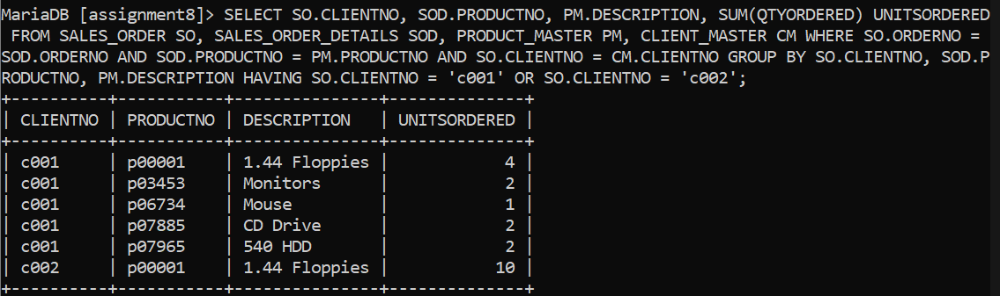 MariaDB [assignment8]> SELECT SO.CLIENTNO, SOD.PRODUCTNO, PM.DESCRIPTION, SUM(QTYORDERED) UNITSORDERED
 FROM SALES_ORDER SO, SALES_ORDER_DETAILS SOD, PRODUCT_MASTER PM, CLIENT_MASTER CM WHERE SO.ORDERNO =
SOD.ORDERNO AND SOD.PRODUCTNO = PM.PRODUCTNO AND SO.CLIENTNO = CM.CLIENTNO GROUP BY SO.CLIENTNO, SOD.P
RODUCTNO, PM.DESCRIPTION HAVING SO.CLIENTNO = 'c001' OR SO.CLIENTNO = 'c002';
+----------+-----------+---------------+--------------+
| CLIENTNO | PRODUCTNO | DESCRIPTION   | UNITSORDERED |
+----------+-----------+---------------+--------------+
| c001     | p00001    | 1.44 Floppies |            4 |
| c001     | p03453    | Monitors      |            2 |
| c001     | p06734    | Mouse         |            1 |
| c001     | p07885    | CD Drive      |            2 |
| c001     | p07965    | 540 HDD       |            2 |
| c002     | p00001    | 1.44 Floppies |           10 |
+----------+-----------+---------------+--------------+